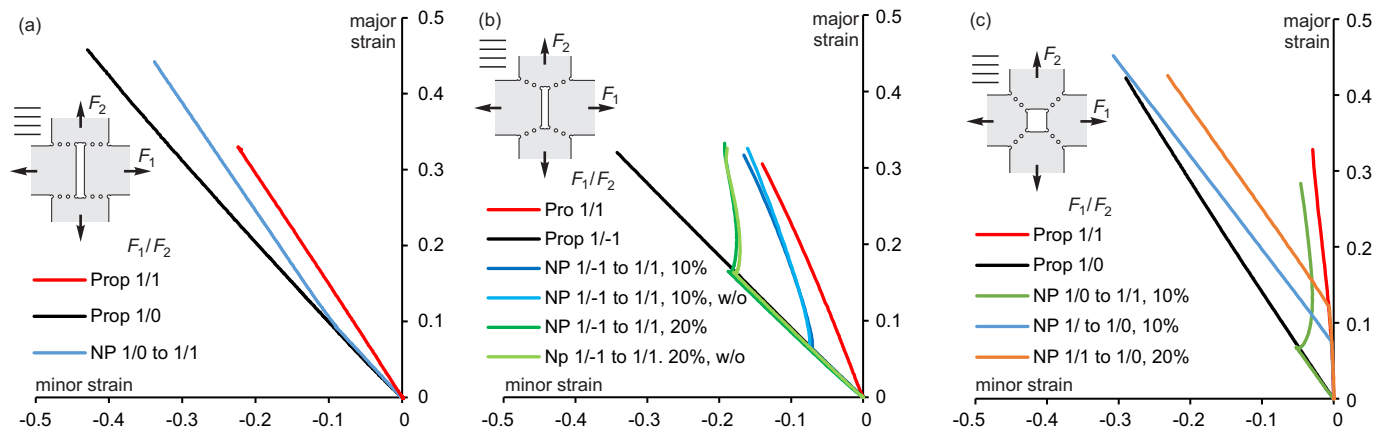 (a)
major
strain
0.5
0.4
0.3
0.2
0.1
0
F2
F1
F1/F2
Prop 1/1
Prop 1/0
NP 1/0 to 1/1
minor strain
-0.5 -0.4 -0.3 -0.2 -0.1 0
(b)
major
strain
0.5
0.4
0.3
0.2
0.1
0
F2
F1
F1/F2
Pro 1/1
Prop 1/-1
NP 1/-1 to 1/1, 10%
NP 1/-1 to 1/1, 10%, w/o
NP 1/-1 to 1/1, 20%
Np 1/-1 to 1/1. 20%, w/o
minor strain
-0.5 -0.4 -0.3 -0.2 -0.1 0
(c)
major
strain
0.5
0.4
0.3
0.2
0.1
0
F2
F1
F1/F2
Prop 1/1
Prop 1/0
NP 1/0 to 1/1, 10%
NP 1/ to 1/0, 10%
NP 1/1 to 1/0, 20%
minor strain
-0.5 -0.4 -0.3 -0.2 -0.1 0